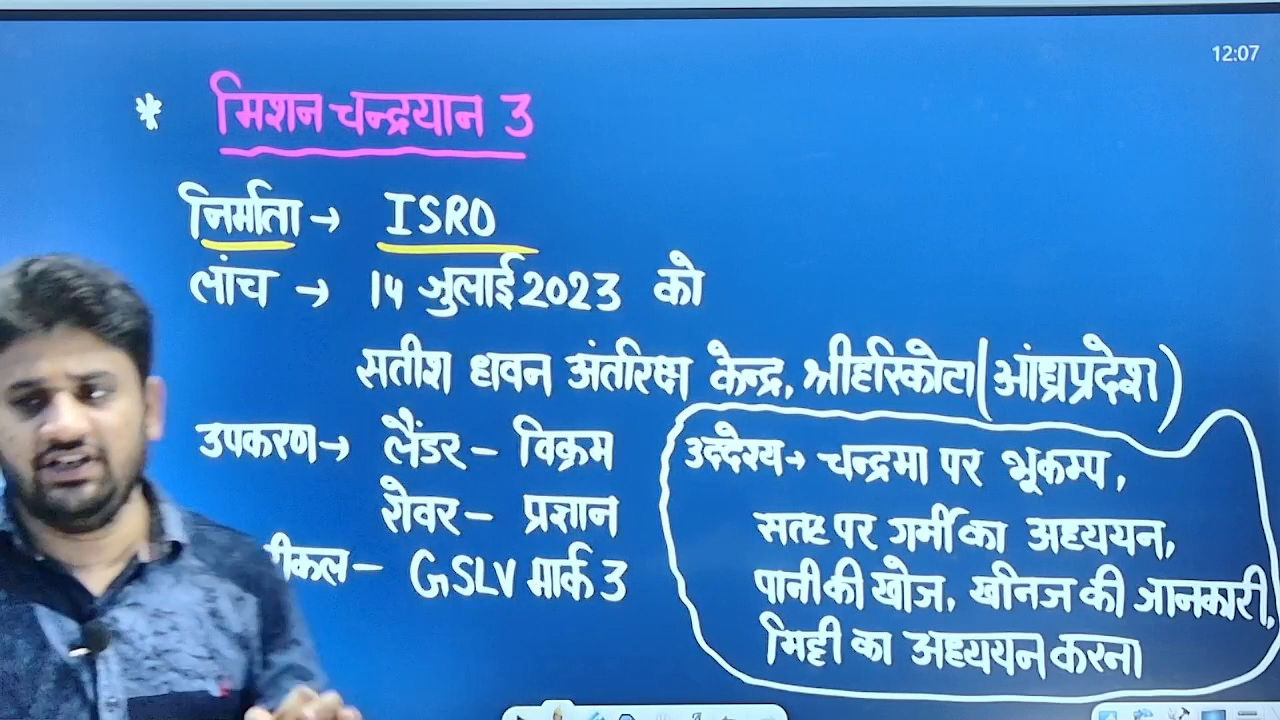 12:07
* मिशन चन्द्रयान 3
निर्माता → ISRO
लांच → 14 जुलाई 2023 को
सतीश धवन अंतरिक्ष केन्द्र, श्रीहरिकोटा (आंध्रप्रदेश)
उपकरण → लैंडर - विक्रम
रोवर - प्रज्ञान
GSLV मार्क 3
उद्देश्य → चन्द्रमा पर भूकम्प,
सतह पर गर्मी का अध्ययन,
पानी की खोज, खनिज की जानकारी,
मिट्टी का अध्ययन करना